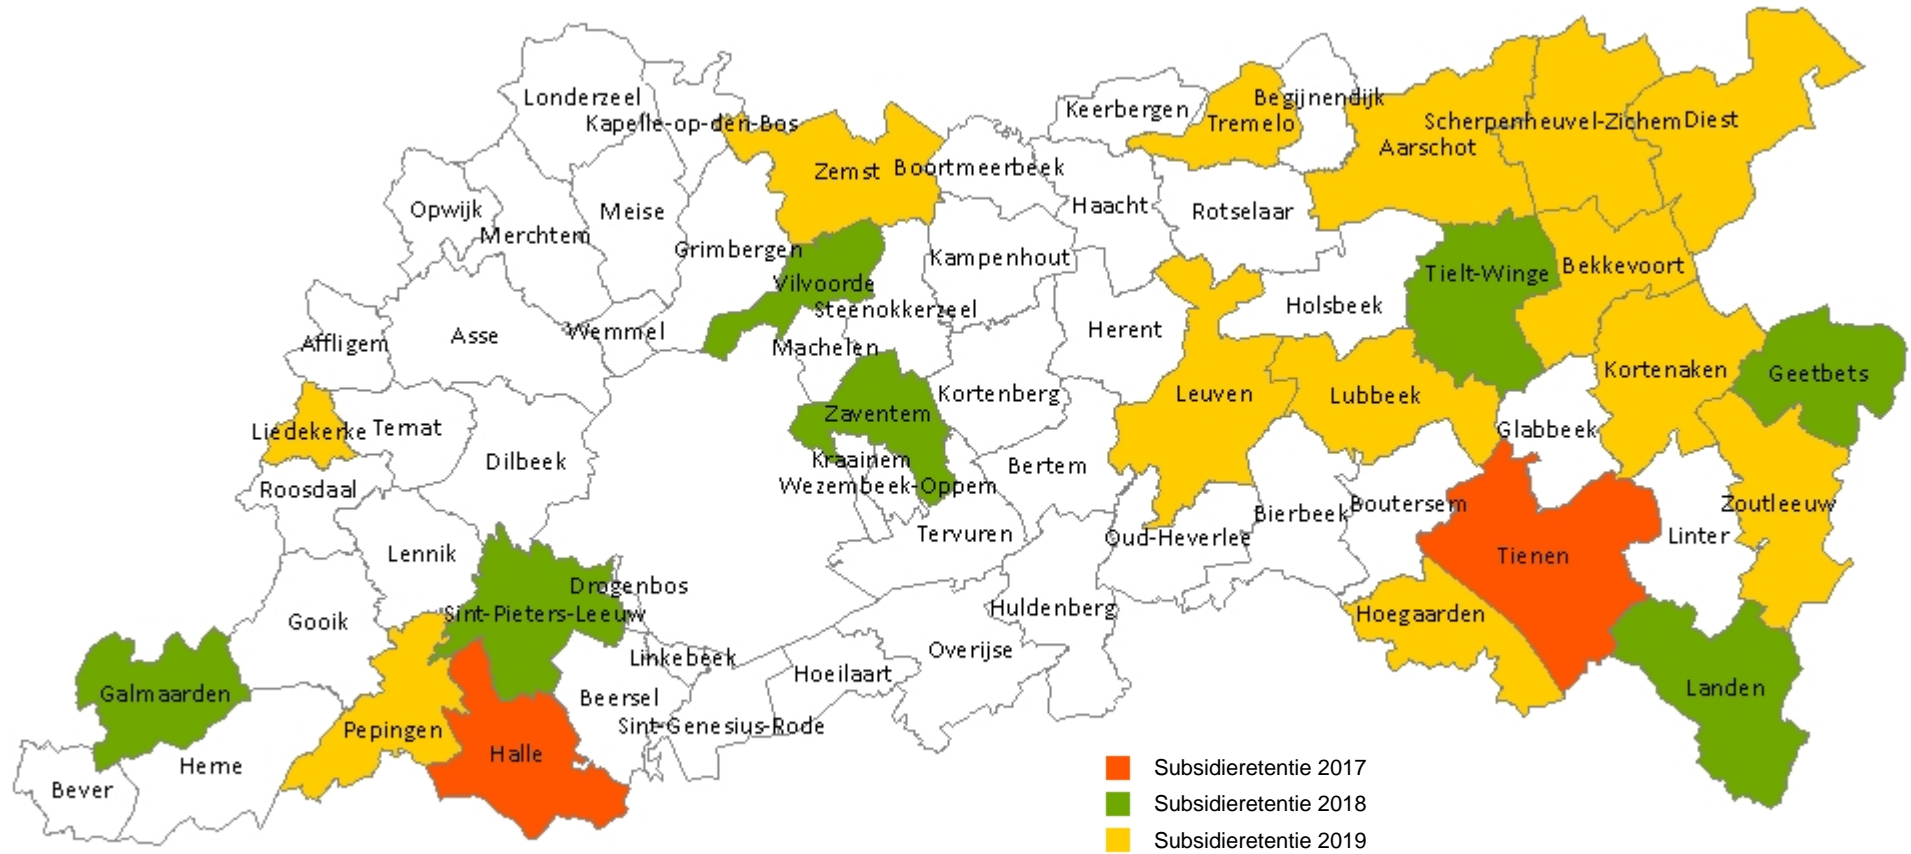 Londerzeel
Kapelle-op-den-Bos
Keerbergen
Begijnendijk
Tremelo
Scherpenheuvel-Zichem
Diest
Aarschot
Zemst
Boortmeerbeek
Opwijk
Merchtem
Meise
Haacht
Rotselaar
Grimbergen
Kampenhout
Vilvoorde
Tielt-Winge
Bekkevoort
Steenokkerzeel
Holsbeek
Affligem
Asse
Wemmel
Machelen
Herent
Kortenaken
Geetbets
Leuven
Lubbeek
Kortenberg
Zaventem
Liedekerke
Ternat
Glabbeek
Dilbeek
Kraainem
Bertem
Roosdaal
Wezembeek-Oppem
Bierbeek
Boutersem
Zoutleeuw
Tervuren
Oud-Heverlee
Linter
Lennik
Tienen
Drogenbos
Sint-Pieters-Leeuw
Gooik
Huldenberg
Hoegaarden
Linkebeek
Overijse
Hoeilaart
Galmaarden
Beersel
Landen
Pepingen
Sint-Genesius-Rode
Halle
Herne
Bever
Subsidieretentie 2017
Subsidieretentie 2018
Subsidieretentie 2019